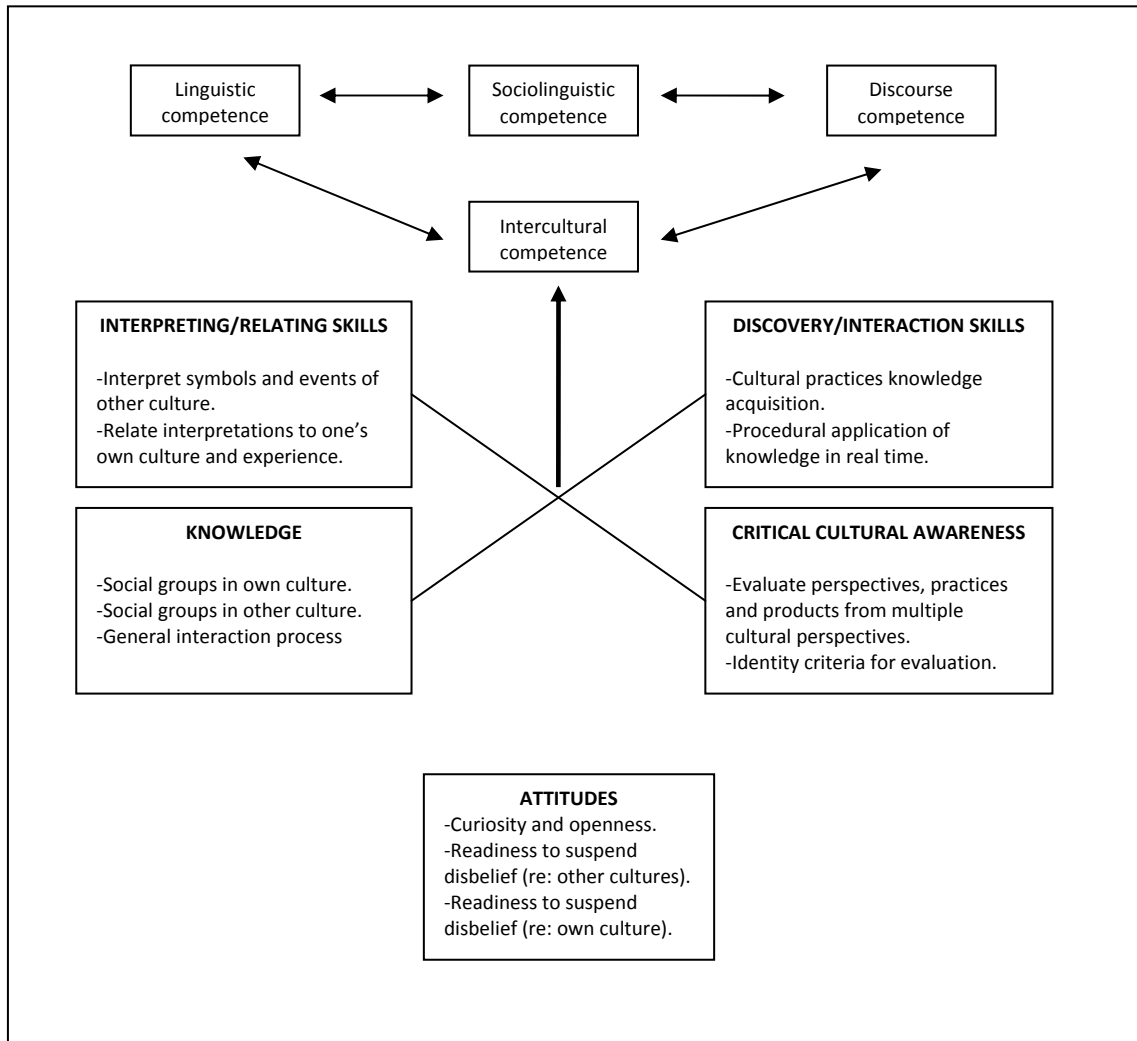 Linguistic
competence
Sociolinguistic
competence
Discourse
competence
Intercultural
competence
INTERPRETING/RELATING SKILLS
-Interpret symbols and events of
other culture.
-Relate interpretations to one’s
own culture and experience.
DISCOVERY/INTERACTION SKILLS
-Cultural practices knowledge
acquisition.
-Procedural application of
knowledge in real time.
KNOWLEDGE
-Social groups in own culture.
-Social groups in other culture.
-General interaction process
CRITICAL CULTURAL AWARENESS
-Evaluate perspectives, practices
and products from multiple
cultural perspectives.
-Identity criteria for evaluation.
ATTITUDES
-Curiosity and openness.
-Readiness to suspend
disbelief (re: other cultures).
-Readiness to suspend
disbelief (re: own culture).